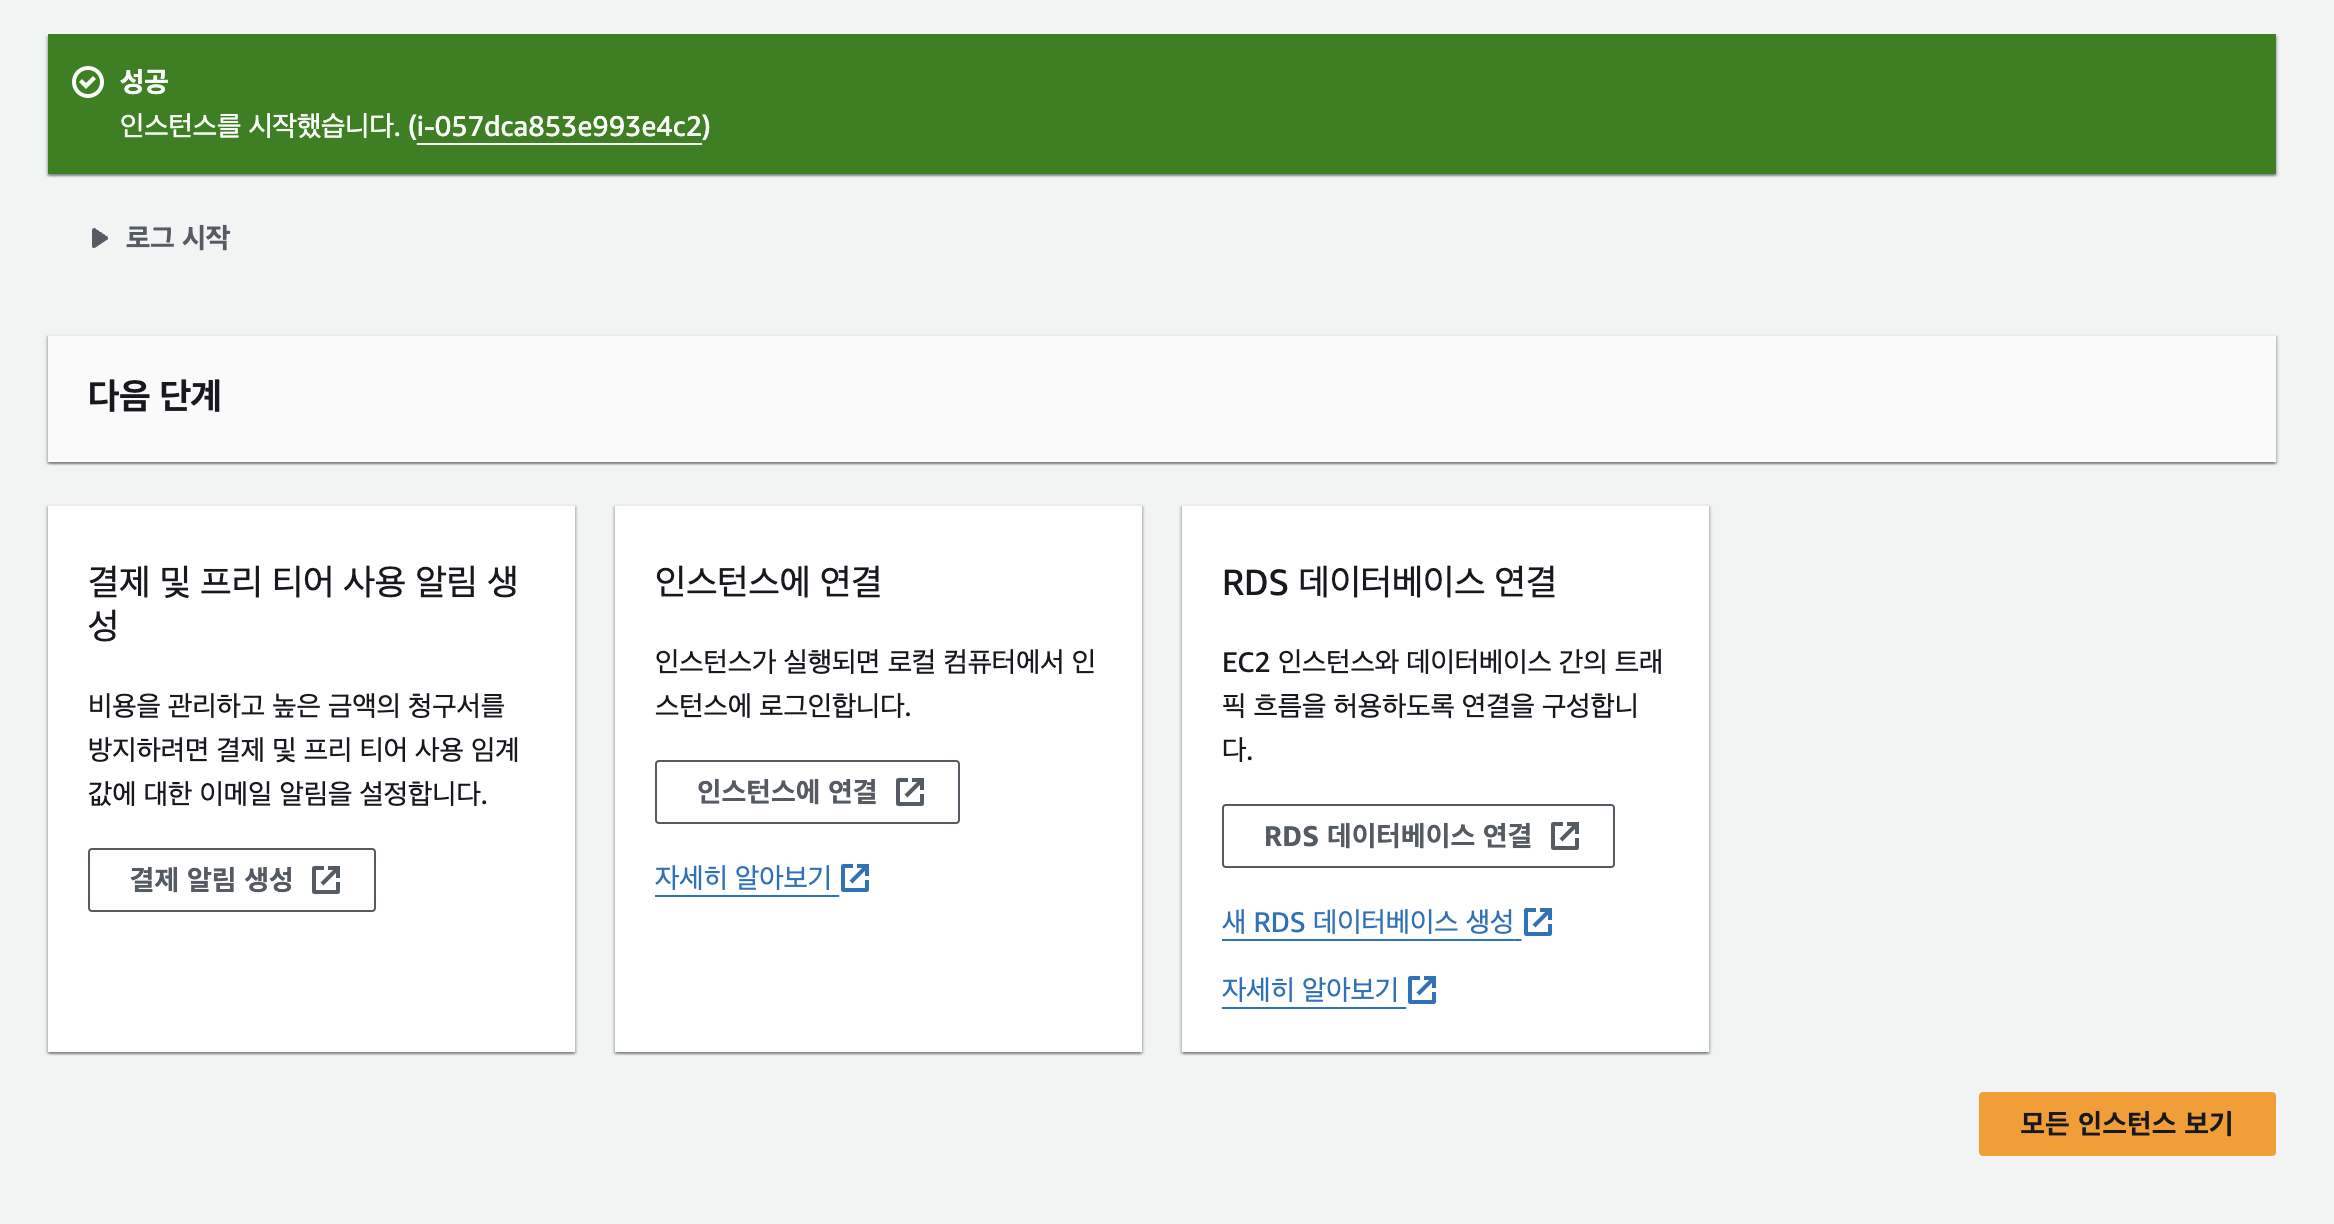 성공
인스턴스를 시작했습니다. (i-057dca853e993e4c2)
로그 시작
다음 단계
결제 및 프리 티어 사용 알림 생
성
비용을 관리하고 높은 금액의 청구서를
방지하려면 결제 및 프리 티어 사용 임계
값에 대한 이메일 알림을 설정합니다.
결제 알림 생성
인스턴스에 연결
인스턴스가 실행되면 로컬 컴퓨터에서 인
스턴스에 로그인합니다.
인스턴스에 연결
자세히 알아보기
RDS 데이터베이스 연결
EC2 인스턴스와 데이터베이스 간의 트래
픽 흐름을 허용하도록 연결을 구성합니
다.
RDS 데이터베이스 연결
새 RDS 데이터베이스 생성
자세히 알아보기
모든 인스턴스 보기